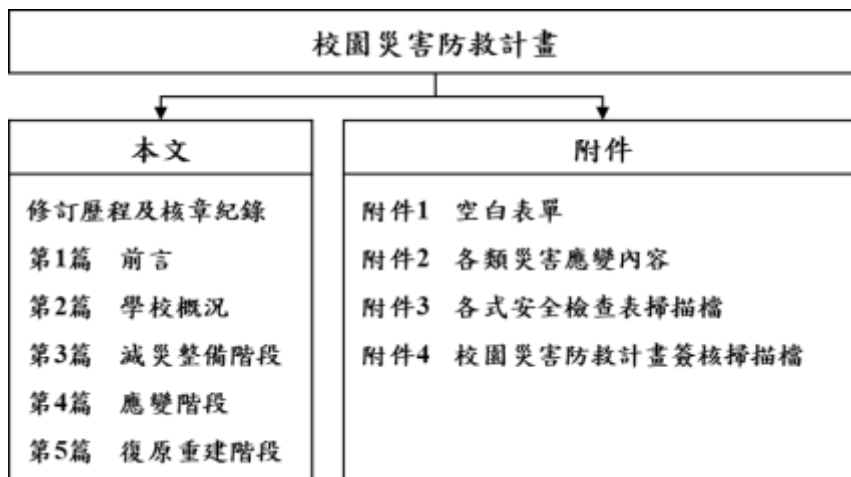 校園災害防救計畫
本文
修訂歷程及核章紀錄
第1篇 前言
第2篇 學校概況
第3篇 減災整備階段
第4篇 應變階段
第5篇 復原重建階段
附件
附件1 空白表單
附件2 各類災害應變內容
附件3 各式安全檢查表掃描檔
附件4 校園災害防救計畫簽核掃描檔